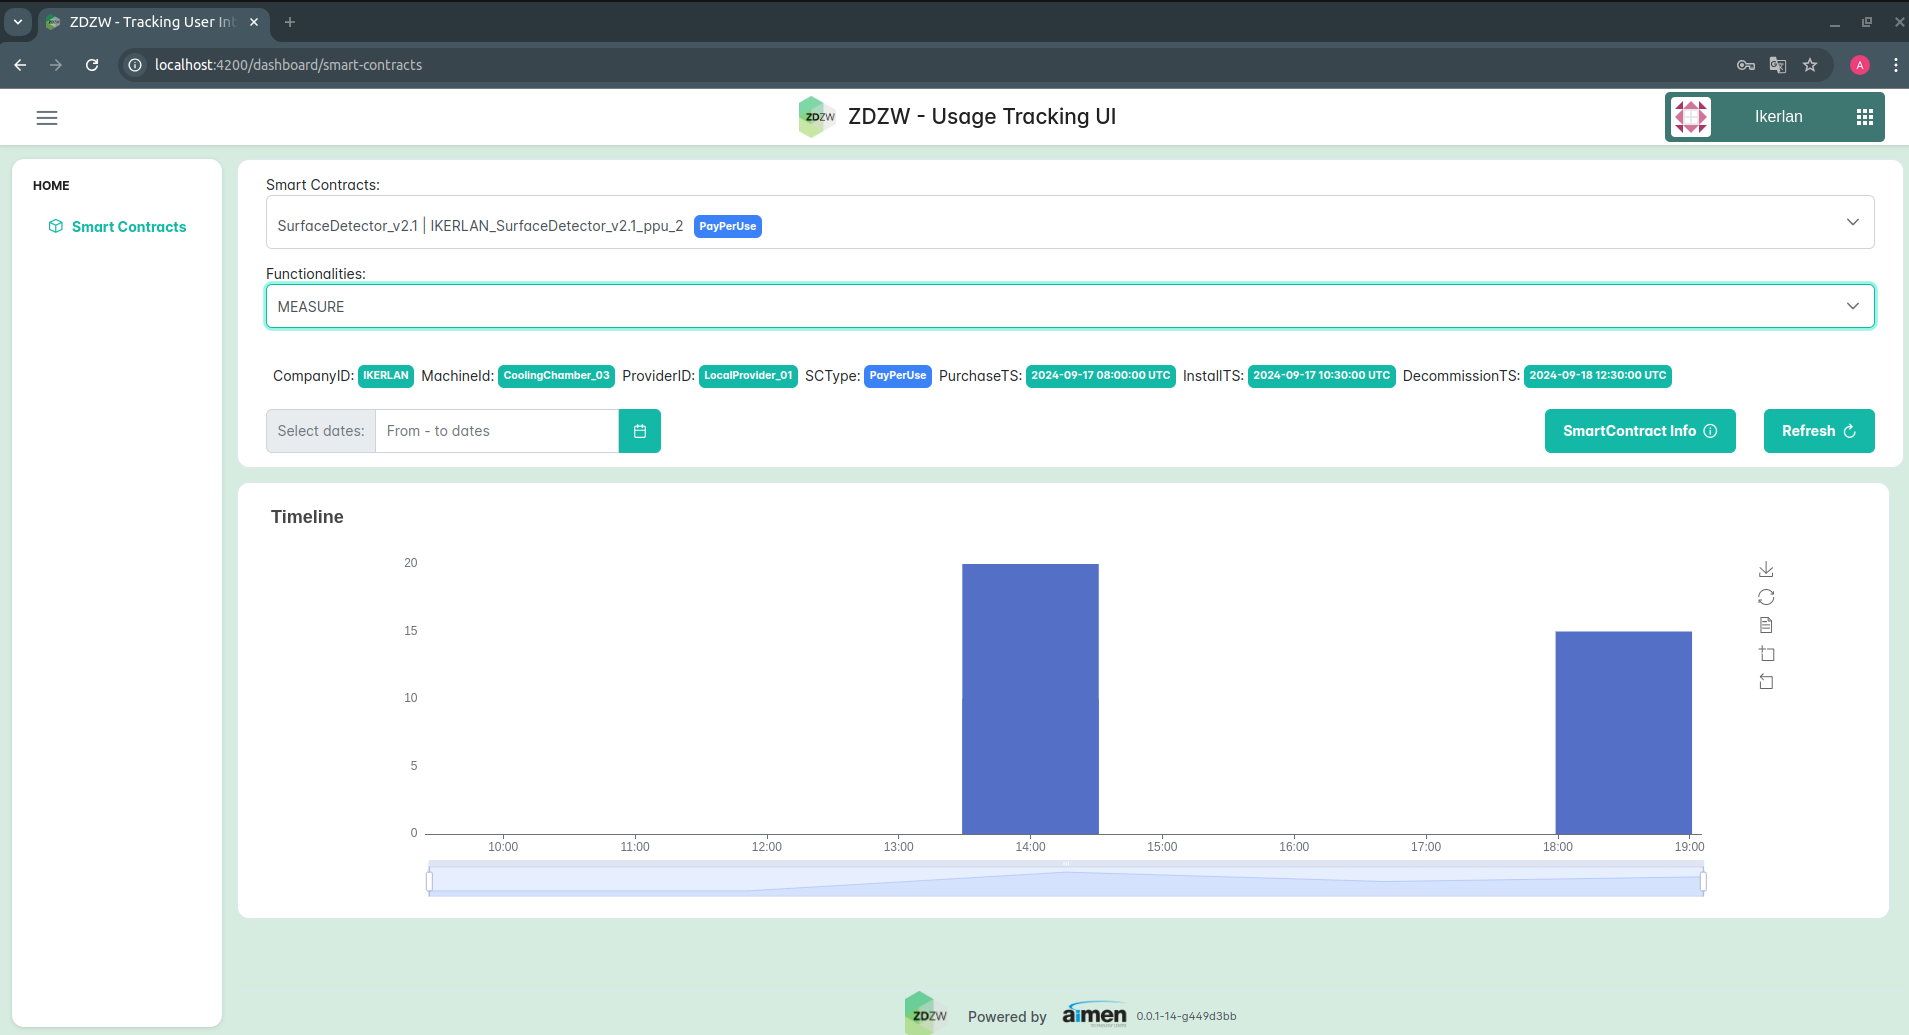 ZDZW - Tracking User Int
localhost:4200/dashboard/smart-contracts
A
ZDZW
ZDZW - Usage Tracking UI
Ikerlan
HOME
Smart Contracts
Smart Contracts:
SurfaceDetector_v2.1 | IKERLAN_SurfaceDetector_v2.1_ppu_2 PayPerUse
Functionalities:
MEASURE
CompanyID: IKERLAN MachineId: CoolingChamber_03 ProviderID: LocalProvider_01 SCType: PayPerUse PurchaseTS: 2024-09-17 08:00:00 UTC InstallTS: 2024-09-17 10:30:00 UTC DecommissionTS: 2024-09-18 12:30:00 UTC
Select dates: From - to dates
SmartContract Info
Refresh
Timeline
20
15
10
5
0
10:00 11:00 12:00 13:00 14:00 15:00 16:00 17:00 18:00 19:00
ZDZW Powered by aimen 0.0.1-14-g449d3bb